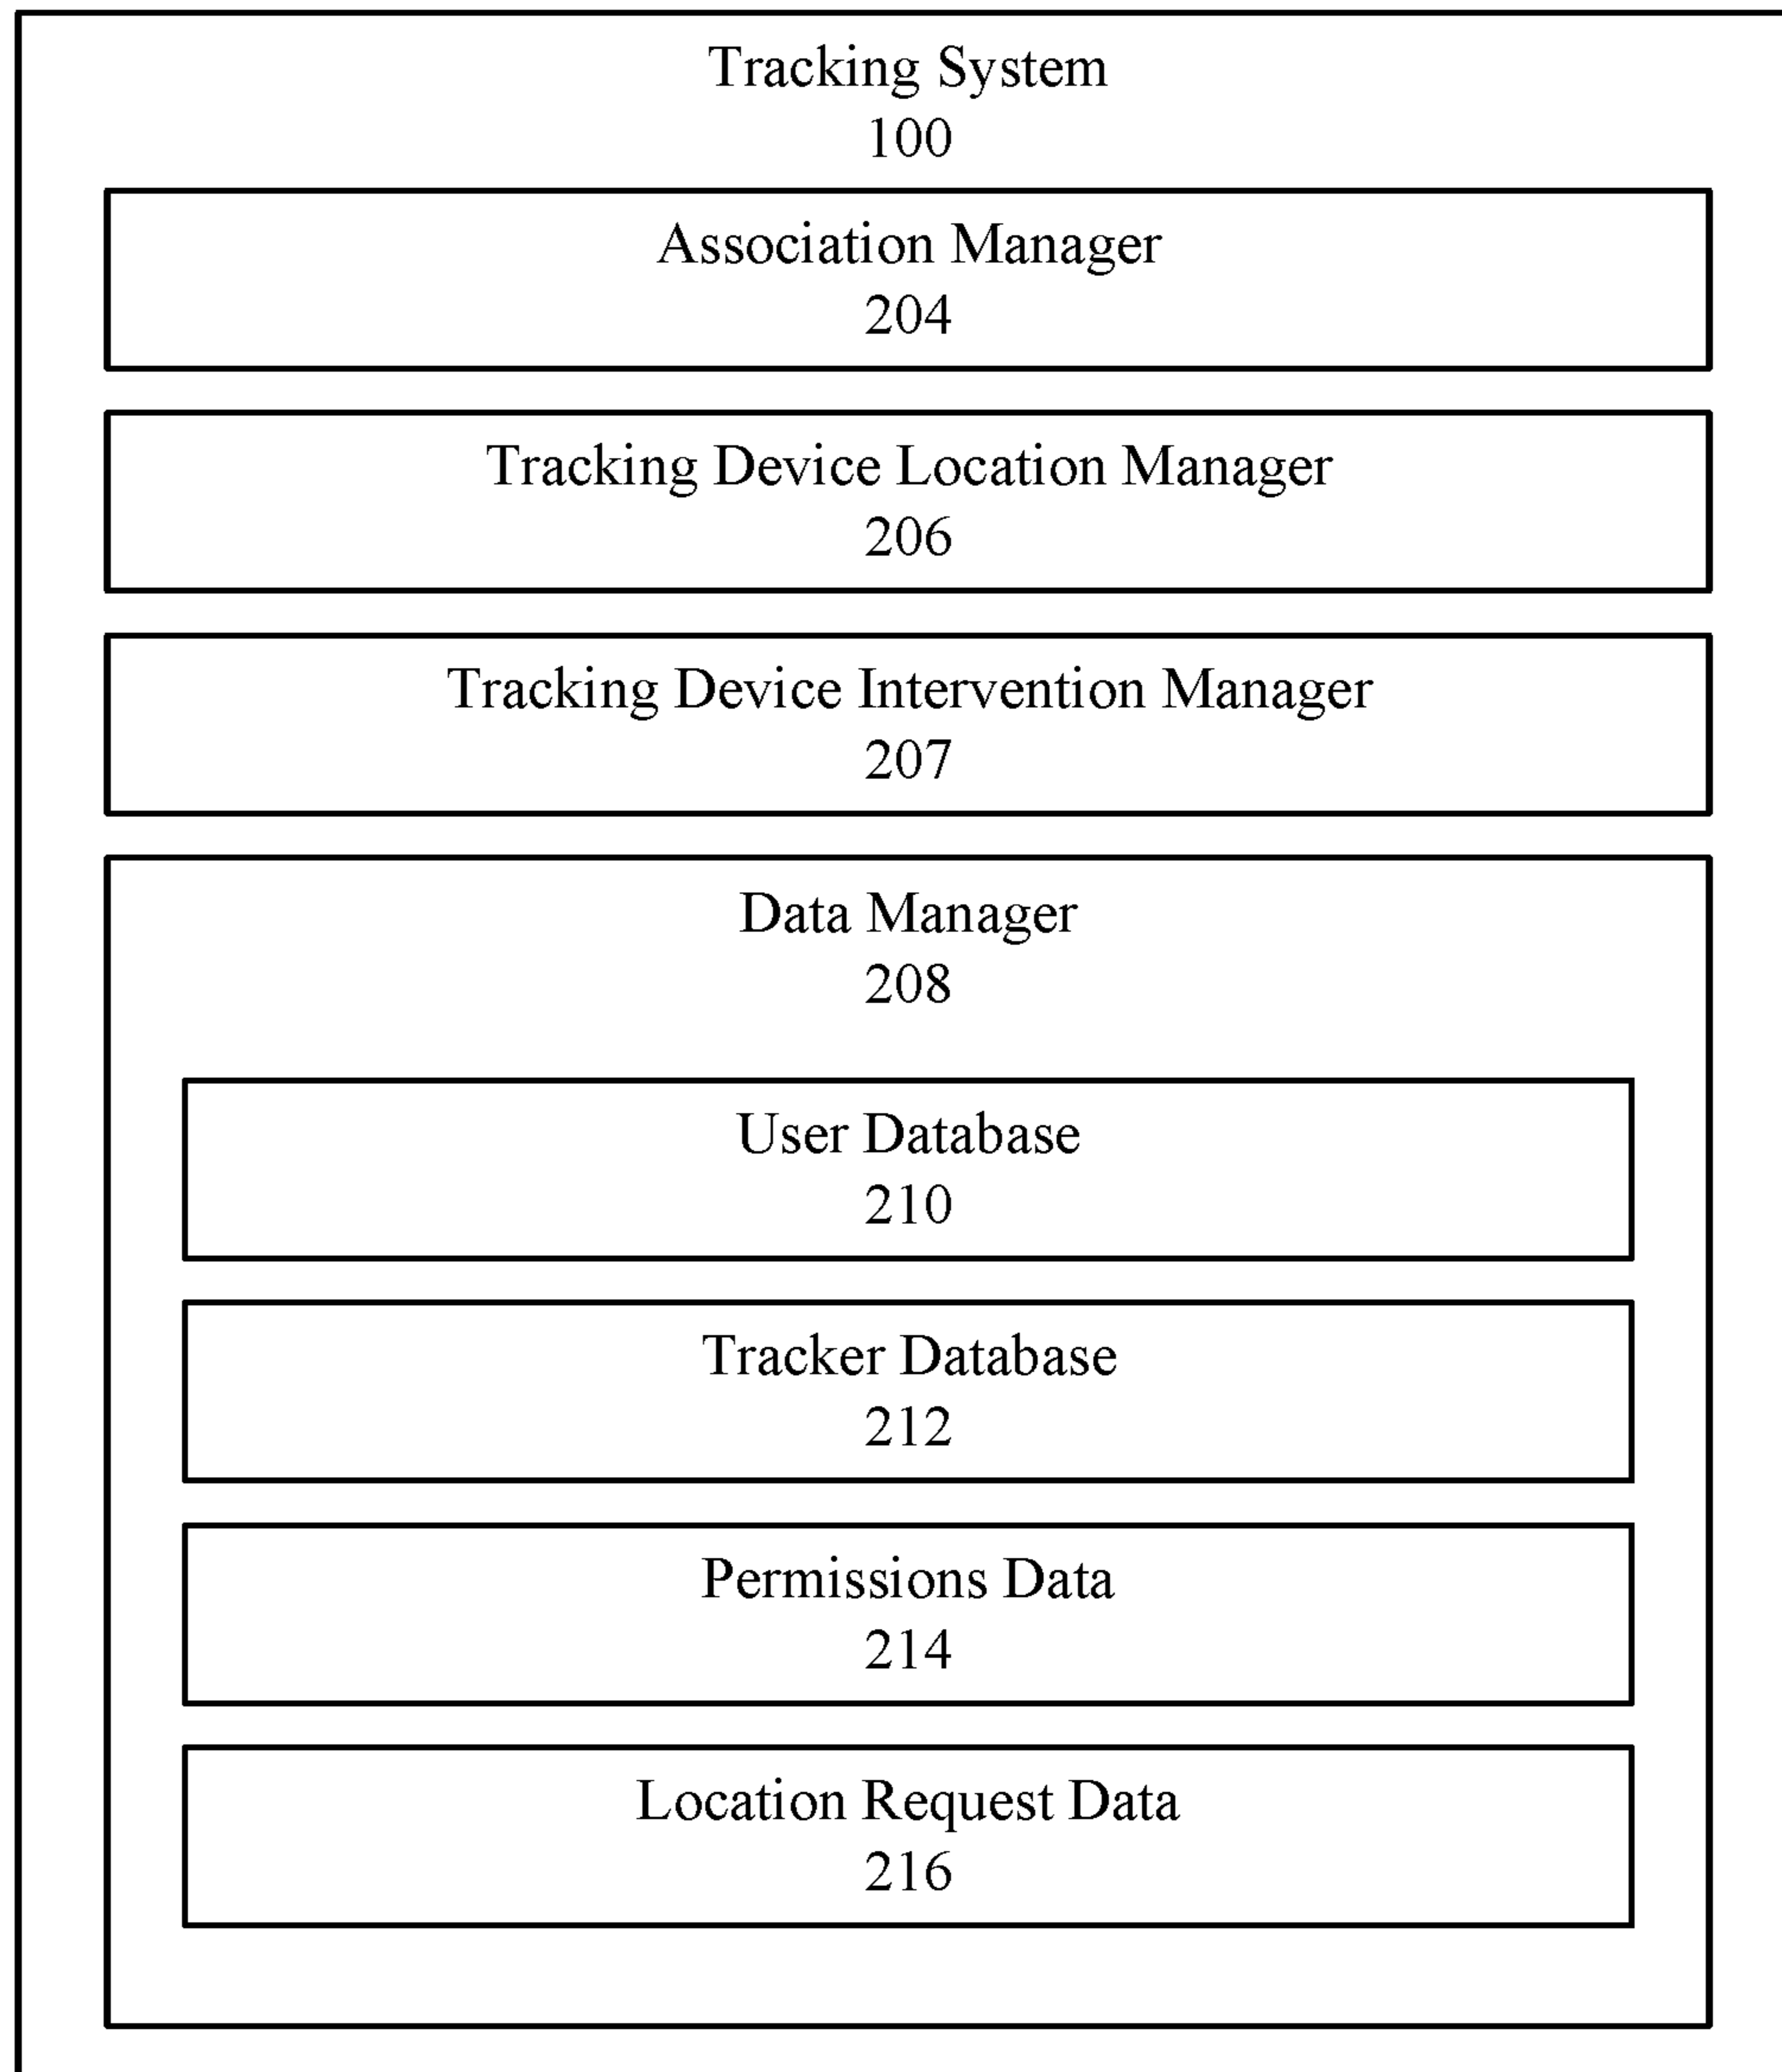 Tracking System
100
Association Manager
204
Tracking Device Location Manager
206
Tracking Device Intervention Manager
207
Data Manager
208
User Database
210
Tracker Database
212
Permissions Data
214
Location Request Data
216